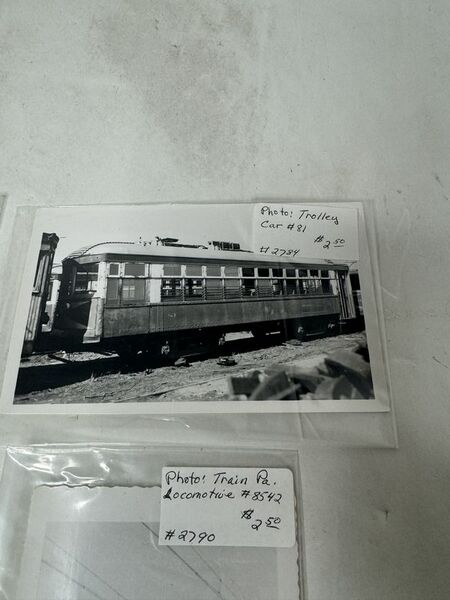 Photo: Trolley
Car #81
$2.50
#2784
Photo: Train Pa.
Locomotive #8542
$2.50
#2790